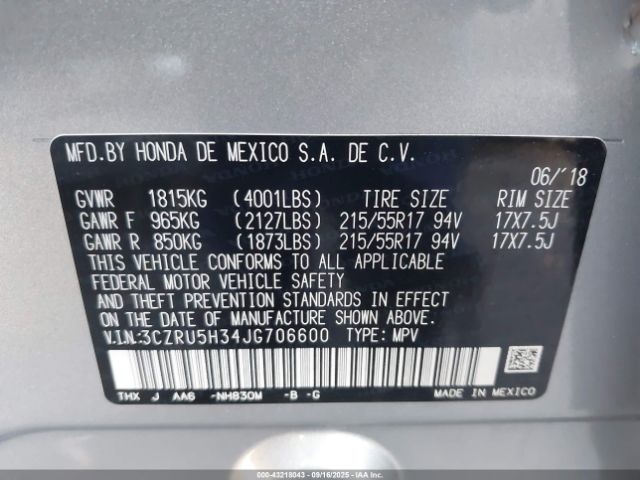 MFD.BY HONDA DE MEXICO S.A. DE C.V.
06/'18
GVWR 1815KG (4001LBS) TIRE SIZE RIM SIZE
GAWR F 965KG (2127LBS) 215/55R17 94V 17X7.5J
GAWR R 850KG (1873LBS) 215/55R17 94V 17X7.5J
THIS VEHICLE CONFORMS TO ALL APPLICABLE
FEDERAL MOTOR VEHICLE SAFETY
AND THEFT PREVENTION STANDARDS IN EFFECT
ON THE DATE OF MANUFACTURE SHOWN ABOVE.
V.I.N.:3CZRU5H34JG706600 TYPE: MPV
THX J AA6 -NH830M -B -G
MADE IN MEXICO
000-43218043 - 09/16/2025 - IAAI.COM